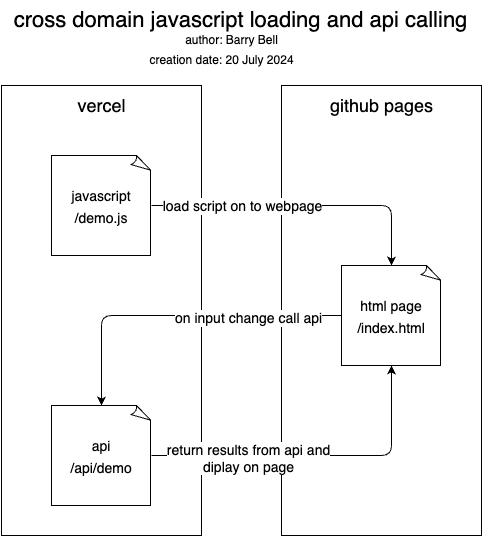 cross domain javascript loading and api calling
author: Barry Bell
creation date: 20 July 2024
vercel
github pages
javascript
/demo.js
load script on to webpage
html page
/index.html
on input change call api
api
/api/demo
return results from api and
diplay on page